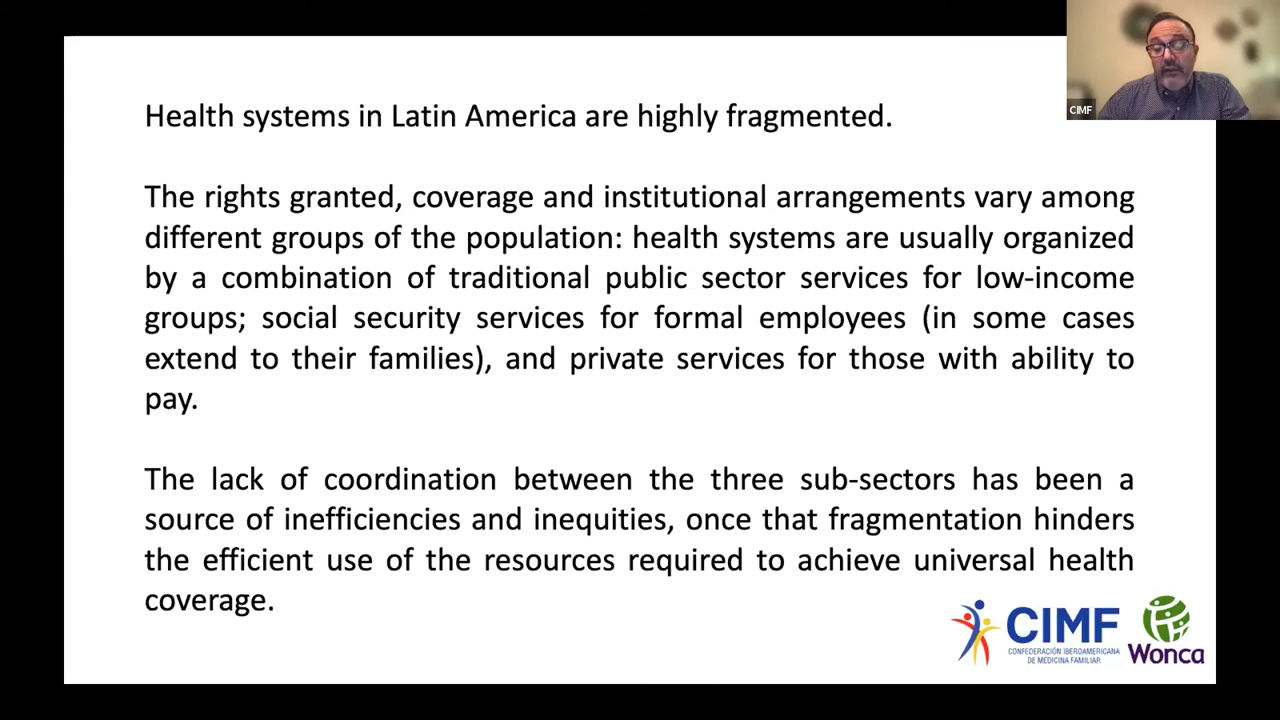 CIMF
Health systems in Latin America are highly fragmented.
The rights granted, coverage and institutional arrangements vary among
different groups of the population: health systems are usually organized
by a combination of traditional public sector services for low-income
groups; social security services for formal employees (in some cases
extend to their families), and private services for those with ability to
pay.
The lack of coordination between the three sub-sectors has been a
source of inefficiencies and inequities, once that fragmentation hinders
the efficient use of the resources required to achieve universal health
coverage.
CIMF
CONFEDERACIÓN IBEROAMERICANA
DE MEDICINA FAMILIAR
Wonca